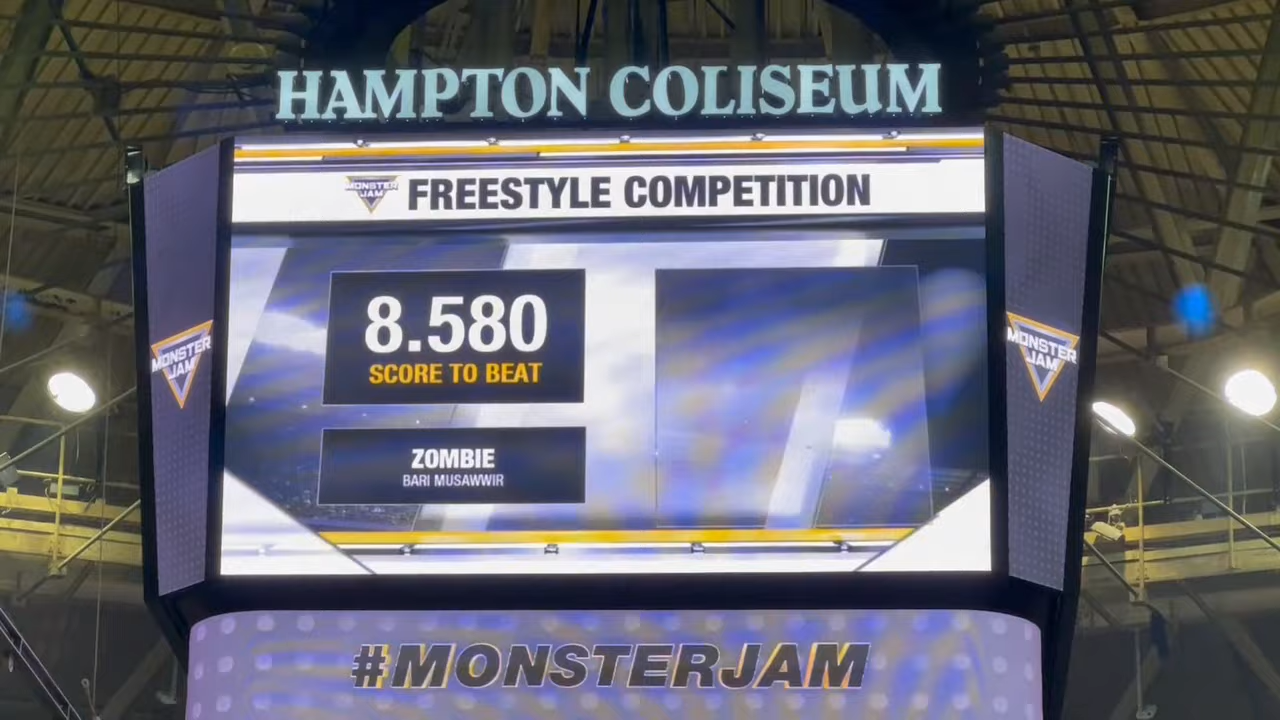 HAMPTON COLISEUM
MONSTER JAM FREESTYLE COMPETITION
8.580
SCORE TO BEAT
ZOMBIE
BARI MUSAWWIR
MONSTER
JAM
MONSTER
JAM
#MONSTERJAM